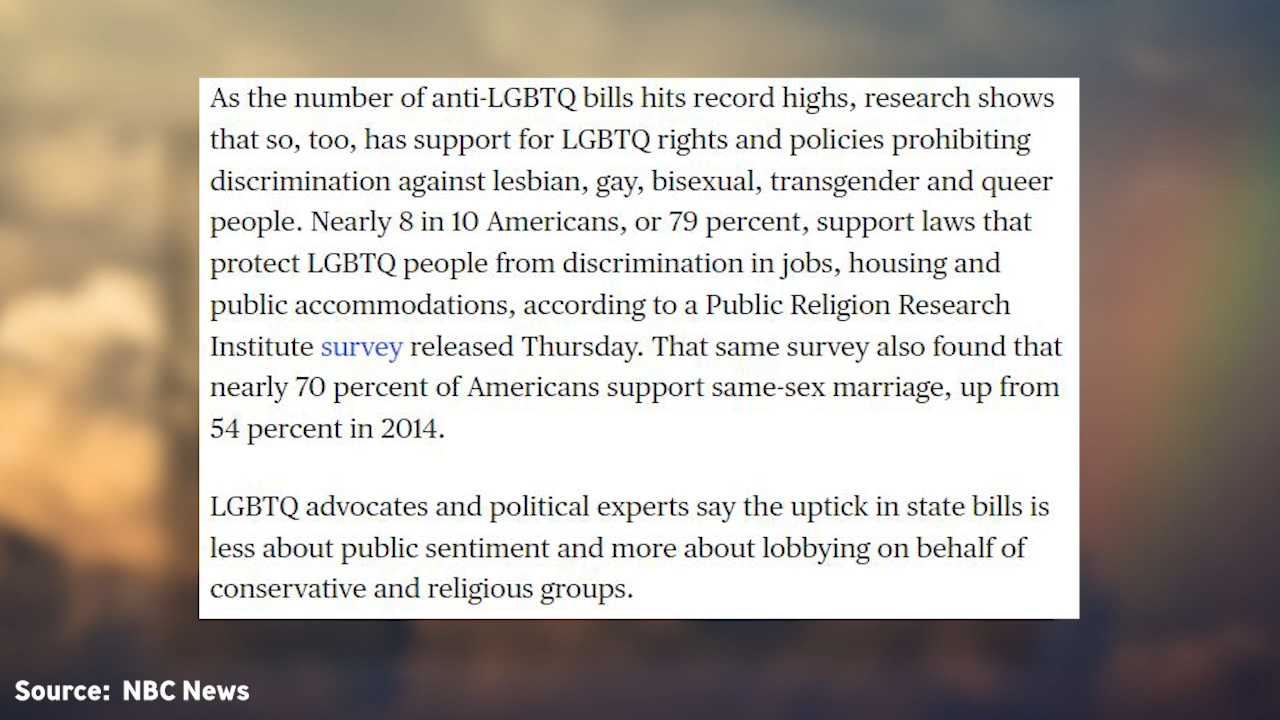 As the number of anti-LGBTQ bills hits record highs, research shows
that so, too, has support for LGBTQ rights and policies prohibiting
discrimination against lesbian, gay, bisexual, transgender and queer
people. Nearly 8 in 10 Americans, or 79 percent, support laws that
protect LGBTQ people from discrimination in jobs, housing and
public accommodations, according to a Public Religion Research
Institute survey released Thursday. That same survey also found that
nearly 70 percent of Americans support same-sex marriage, up from
54 percent in 2014.
LGBTQ advocates and political experts say the uptick in state bills is
less about public sentiment and more about lobbying on behalf of
conservative and religious groups.
Source: NBC News